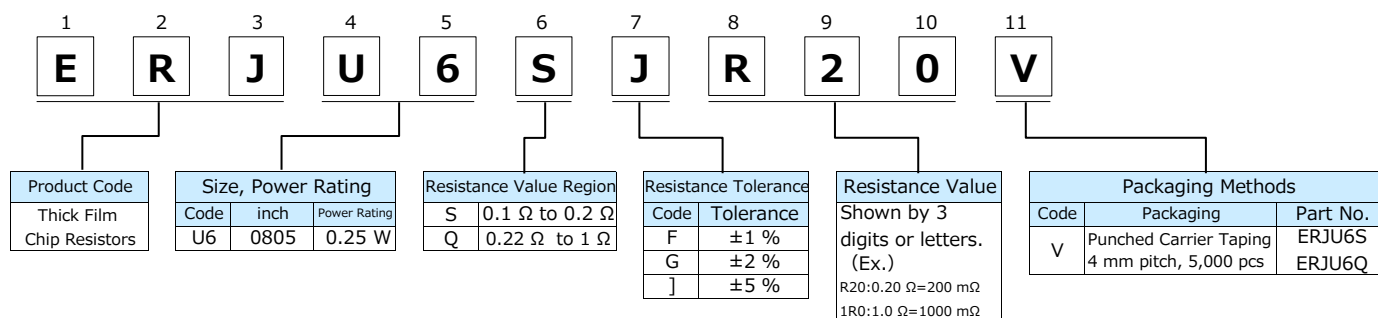 1 2 3 4 5 6 7 8 9 10 11
E R J U 6 S J R 2 0 V
Product Code
Thick Film
Chip Resistors
Size, Power Rating
Code inch Power Rating
U6 0805 0.25 W
Resistance Value Region
S 0.1 Ω to 0.2 Ω
Q 0.22 Ω to 1 Ω
Resistance Tolerance
Code Tolerance
F ±1 %
G ±2 %
] ±5 %
Resistance Value
Shown by 3
digits or letters.
(Ex.)
R20:0.20 Ω=200 mΩ
1R0:1.0 Ω=1000 mΩ
Packaging Methods
Code Packaging Part No.
V Punched Carrier Taping ERJU6S
4 mm pitch, 5,000 pcs ERJU6Q